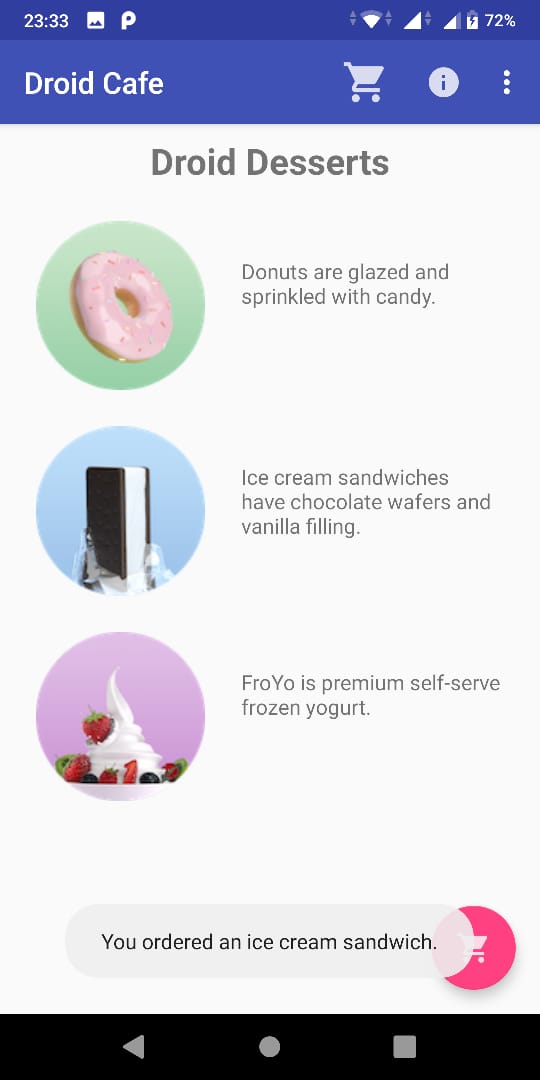 23:33
72%
Droid Cafe
Droid Desserts
Donuts are glazed and
sprinkled with candy.
Ice cream sandwiches
have chocolate wafers and
vanilla filling.
FroYo is premium self-serve
frozen yogurt.
You ordered an ice cream sandwich.